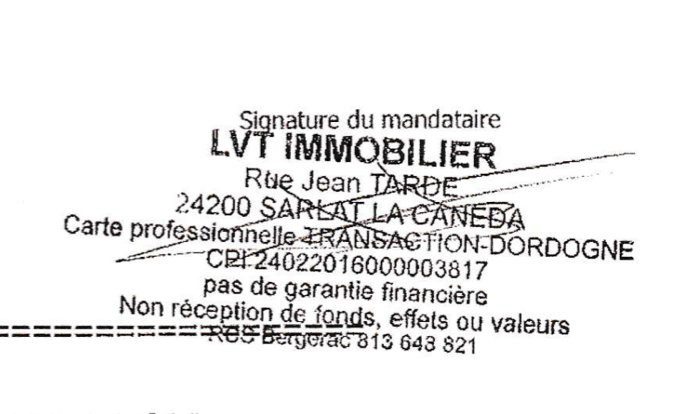 Signature du mandataire
LVT IMMOBILIER
Rue Jean TARDE
24200 SARLAT LA CANEDA
Carte professionnelle TRANSACTION-DORDOGNE
CPI 24022016000003817
pas de garantie financière
Non réception de fonds, effets ou valeurs
RCS Bergerac 813 643 821